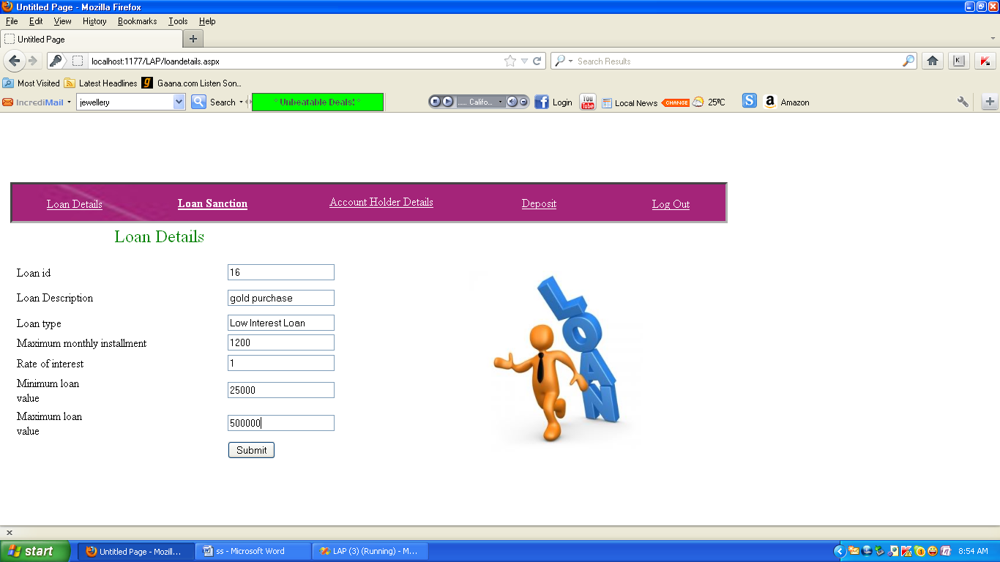 Untitled Page - Mozilla Firefox
File Edit View History Bookmarks Tools Help
Untitled Page
localhost:1177/LAP/loandetails.aspx
Search Results
K
Most Visited Latest Headlines g Gaana.com Listen Son...
IncrediMail jewellery Search ° Unbeatable Deals! ° ...... Califo... f Login You Tube Local News CHANGE 25ºC S a Amazon
Loan Details Loan Sanction Account Holder Details Deposit Log Out
Loan Details
Loan id 16
Loan Description gold purchase
Loan type Low Interest Loan
Maximum monthly installment 1200
Rate of interest 1
Minimum loan
value
25000
Maximum loan
value
500000
Submit
LOAN
start Untitled Page - Mozill... ss - Microsoft Word LAP (3) (Running) - M... 8:54 AM